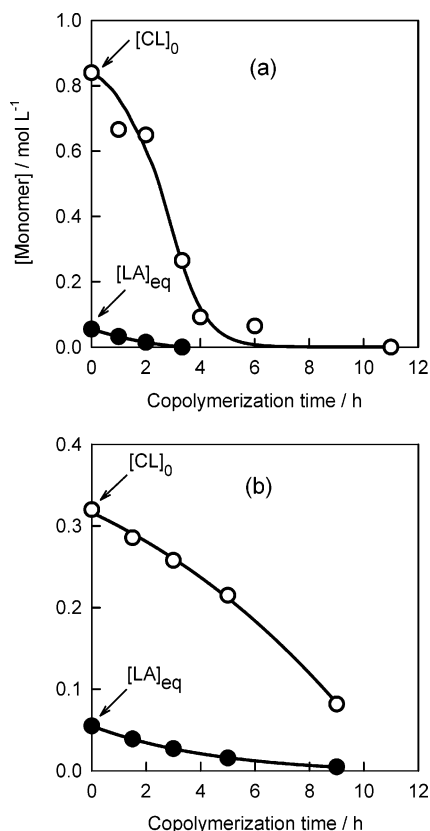 [CL]0
(a)
1.0
0.8
0.6
0.4
0.2
0.0
[Monomer] / mol L-1
[LA]eq
0 2 4 6 8 10 12
Copolymerization time / h
[CL]0
(b)
0.4
0.3
0.2
0.1
0.0
[LA]eq
0 2 4 6 8 10 12
Copolymerization time / h